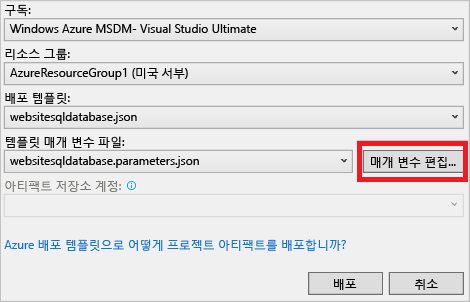 구독:
Windows Azure MSDM- Visual Studio Ultimate
리소스 그룹:
AzureResourceGroup1 (미국 서부)
배포 템플릿:
websitesqldatabase.json
템플릿 매개 변수 파일:
websitesqldatabase.parameters.json
매개 변수 편집...
아티팩트 저장소 계정:
Azure 배포 템플릿으로 어떻게 프로젝트 아티팩트를 배포합니까?
배포
취소